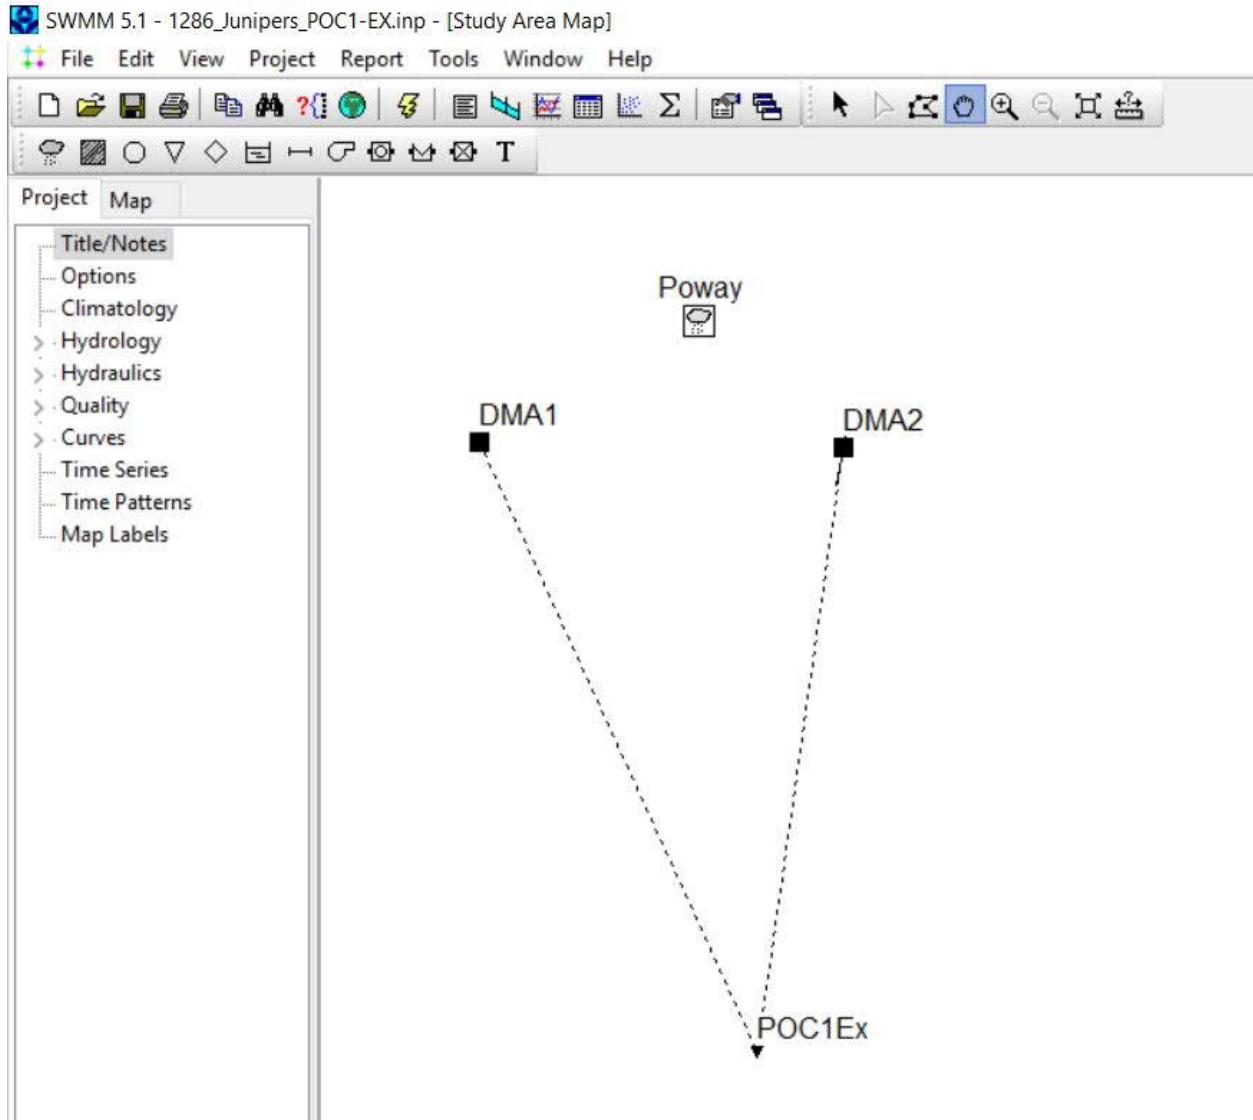 SWMM 5.1 - 1286_Junipers_POC1-EX.inp - [Study Area Map]
File Edit View Project Report Tools Window Help
T
Project Map
Title/Notes
Options
Climatology
Hydrology
Hydraulics
Quality
Curves
Time Series
Time Patterns
Map Labels
Poway
DMA1
DMA2
POC1Ex